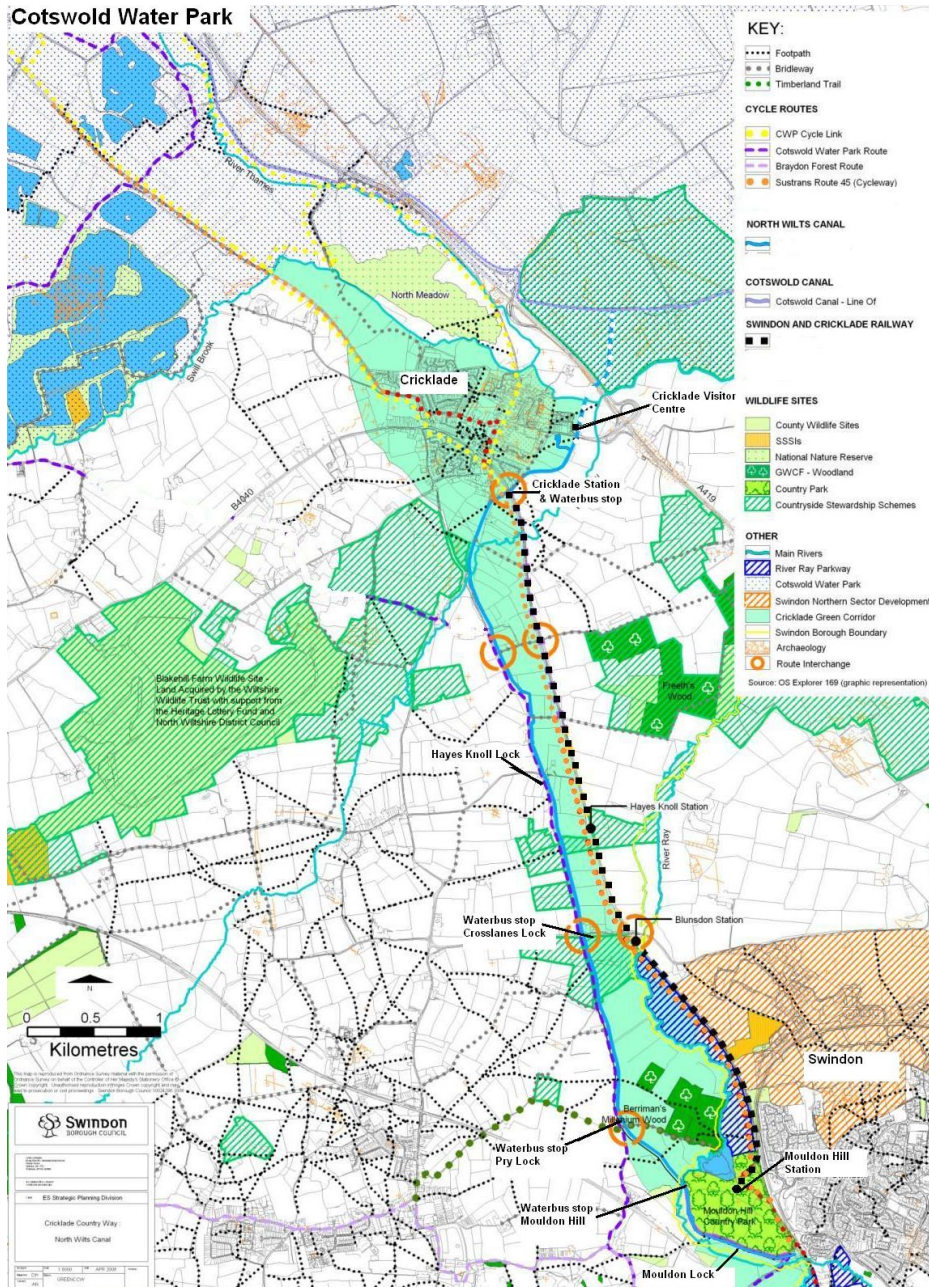 Cotswold Water Park
KEY:
Footpath
Bridleway
Timberland Trail
CYCLE ROUTES
CWP Cycle Link
Cotswold Water Park Route
Braydon Forest Route
Sustrans Route 45 (Cycleway)
NORTH WILTS CANAL
COTSWOLD CANAL
Cotswold Canal - Line Of
SWINDON AND CRICKLADE RAILWAY
WILDLIFE SITES
County Wildlife Sites
SSSIs
National Nature Reserve
GWCF - Woodland
Country Park
Countryside Stewardship Schemes
OTHER
Main Rivers
River Ray Parkway
Cotswold Water Park
Swindon Northern Sector Development
Cricklade Green Corridor
Swindon Borough Boundary
Archaeology
Route Interchange
Source: OS Explorer 169 (graphic representation)
River Thames
North Meadow
Swill Brook
Cricklade
Cricklade Visitor
Centre
Cricklade Station
& Waterbus stop
B4040
A419
Blakehill Farm Wildlife Site -
Land Acquired by the Wiltshire
Wildlife Trust with support from
the Heritage Lottery Fund and
North Wiltshire District Council
Freeth's
Wood
Hayes Knoll Lock
Hayes Knoll Station
River Ray
Waterbus stop
Crosslanes Lock
Blunsdon Station
N
0 0.5 1
Kilometres
Swindon
Berriman's
Millenium Wood
Waterbus stop
Pry Lock
Mouldon Hill
Station
Waterbus stop
Mouldon Hill
Mouldon Hill
Country Park
Mouldon Lock
SWINDON
BOROUGH COUNCIL
ES Strategic Planning Division
Cricklade Country Way :
North Wilts Canal
APR 2006
GREENCCW